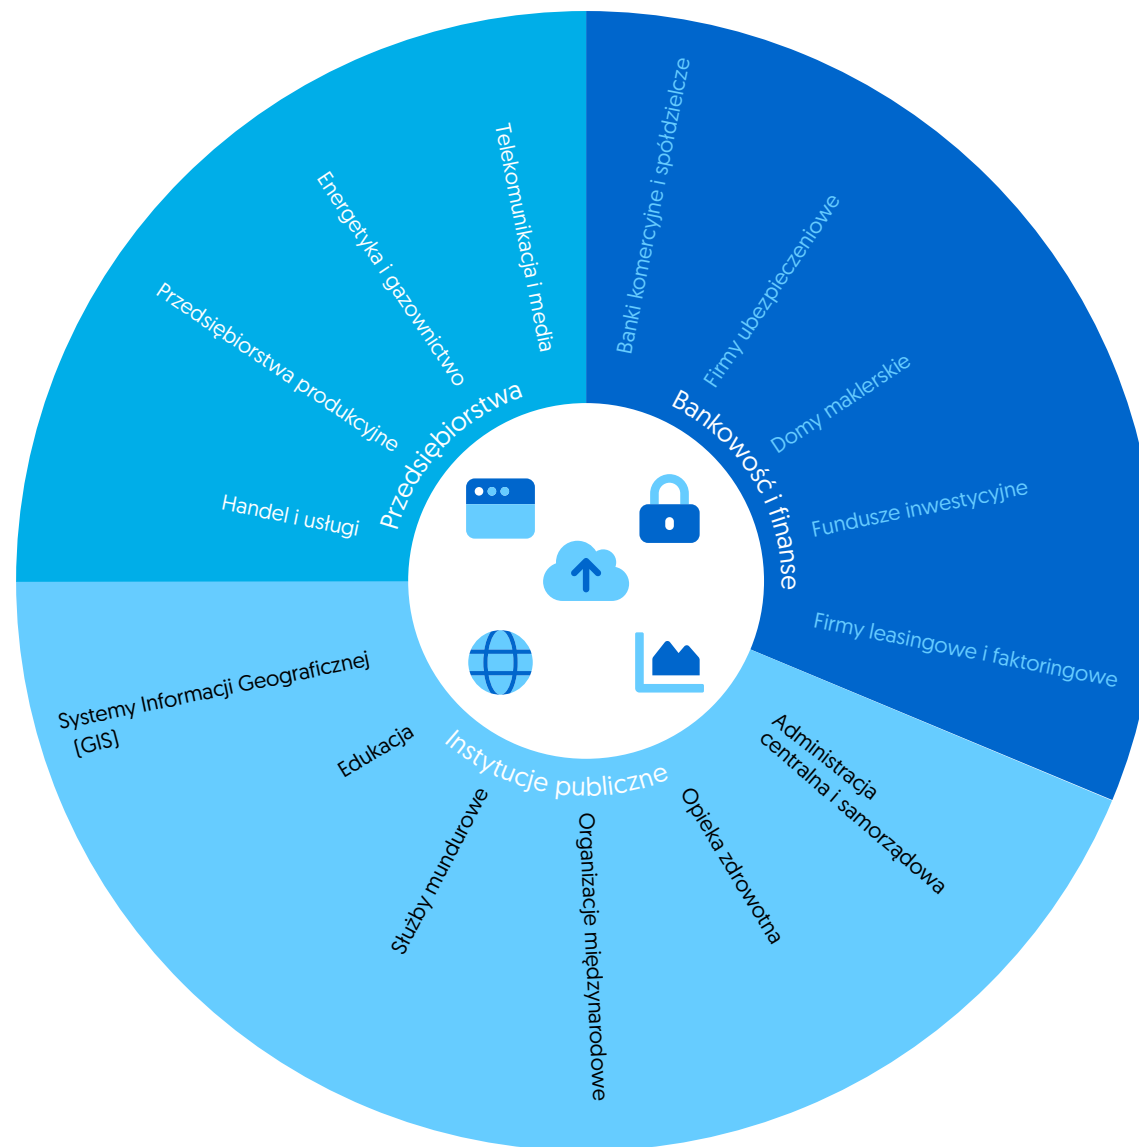 Przedsiębiorstwa
Telekomunikacja i media
Energetyka i gazownictwo
Przedsiębiorstwa produkcyjne
Handel i usługi
Bankowość i finanse
Banki komercyjne i spółdzielcze
Firmy ubezpieczeniowe
Domy maklerskie
Fundusze inwestycyjne
Firmy leasingowe i faktoringowe
Instytucje publiczne
Administracja
centralna i samorządowa
Opieka zdrowotna
Organizacje międzynarodowe
Służby mundurowe
Edukacja
Systemy Informacji Geograficznej
[GIS]